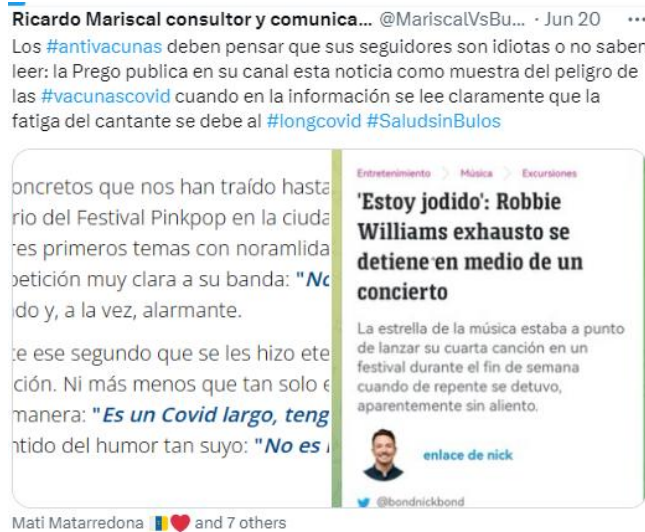 Ricardo Mariscal consultor y comunica... @MariscalVsBu... · Jun 20 ...
Los #antivacunas deben pensar que sus seguidores son idiotas o no saben
leer: la Prego publica en su canal esta noticia como muestra del peligro de
las #vacunascovid cuando en la información se lee claramente que la
fatiga del cantante se debe al #longcovid #SaludsinBulos
oncretos que nos han traído hasta
rio del Festival Pinkpop en la ciuda
res primeros temas con noramlida
petición muy clara a su banda: "No
do y, a la vez, alarmante.
te ese segundo que se les hizo ete
ción. Ni más menos que tan solo e
manera: "Es un Covid largo, teng
ntido del humor tan suyo: "No es
Entretenimiento > Música > Excursiones
'Estoy jodido': Robbie
Williams exhausto se
detiene en medio de un
concierto
La estrella de la música estaba a punto
de lanzar su cuarta canción en un
festival durante el fin de semana
cuando de repente se detuvo,
aparentemente sin aliento.
enlace de nick
@bondnickbond
Mati Matarredona 🇮🇨❤️ and 7 others